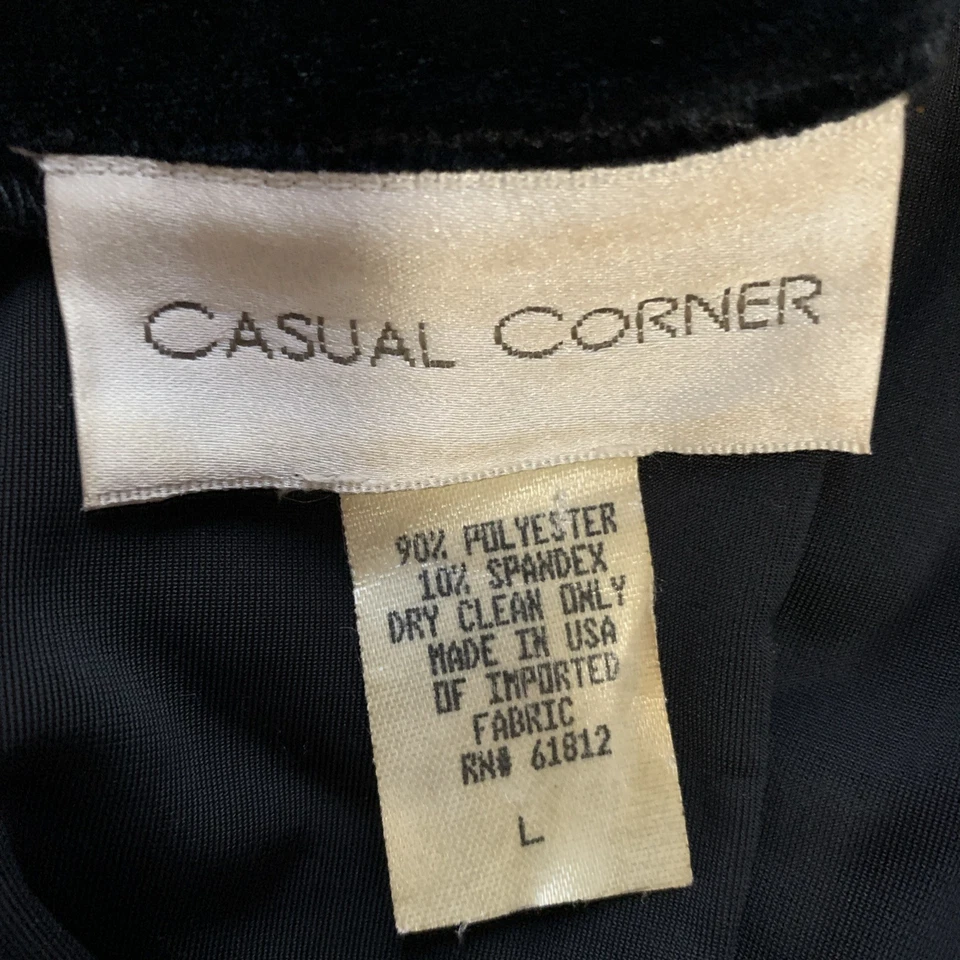 CASUAL CORNER
90% POLYESTER
10% SPANDEX
DRY CLEAN ONLY
MADE IN USA
OF IMPORTED
FABRIC
RN# 61812
L